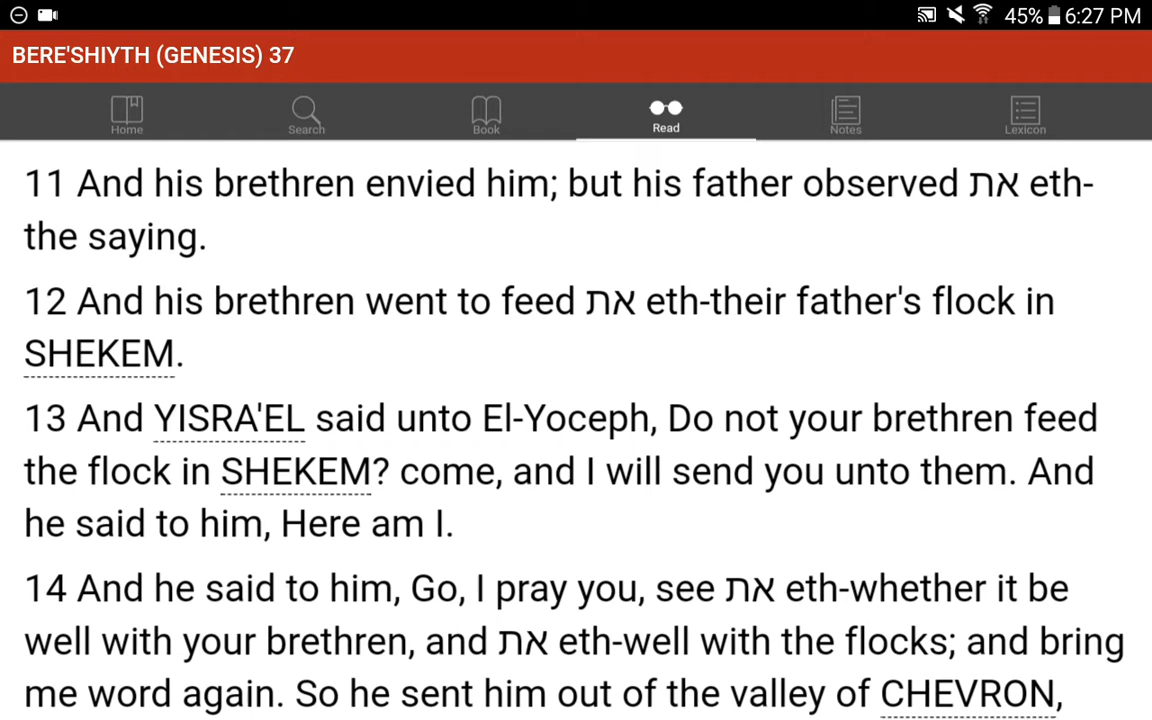 45% 6:27 PM
BERE'SHIYTH (GENESIS) 37
Home Search Book Read Notes Lexicon
11 And his brethren envied him; but his father observed את eth-
the saying.
12 And his brethren went to feed את eth-their father's flock in
SHEKEM.
13 And YISRA'EL said unto El-Yoceph, Do not your brethren feed
the flock in SHEKEM? come, and I will send you unto them. And
he said to him, Here am I.
14 And he said to him, Go, I pray you, see את eth-whether it be
well with your brethren, and את eth-well with the flocks; and bring
me word again. So he sent him out of the valley of CHEVRON,